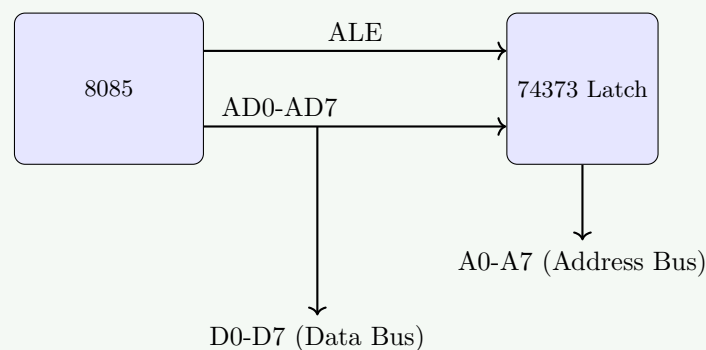 ALE
8085
74373 Latch
AD0-AD7
A0-A7 (Address Bus)
D0-D7 (Data Bus)